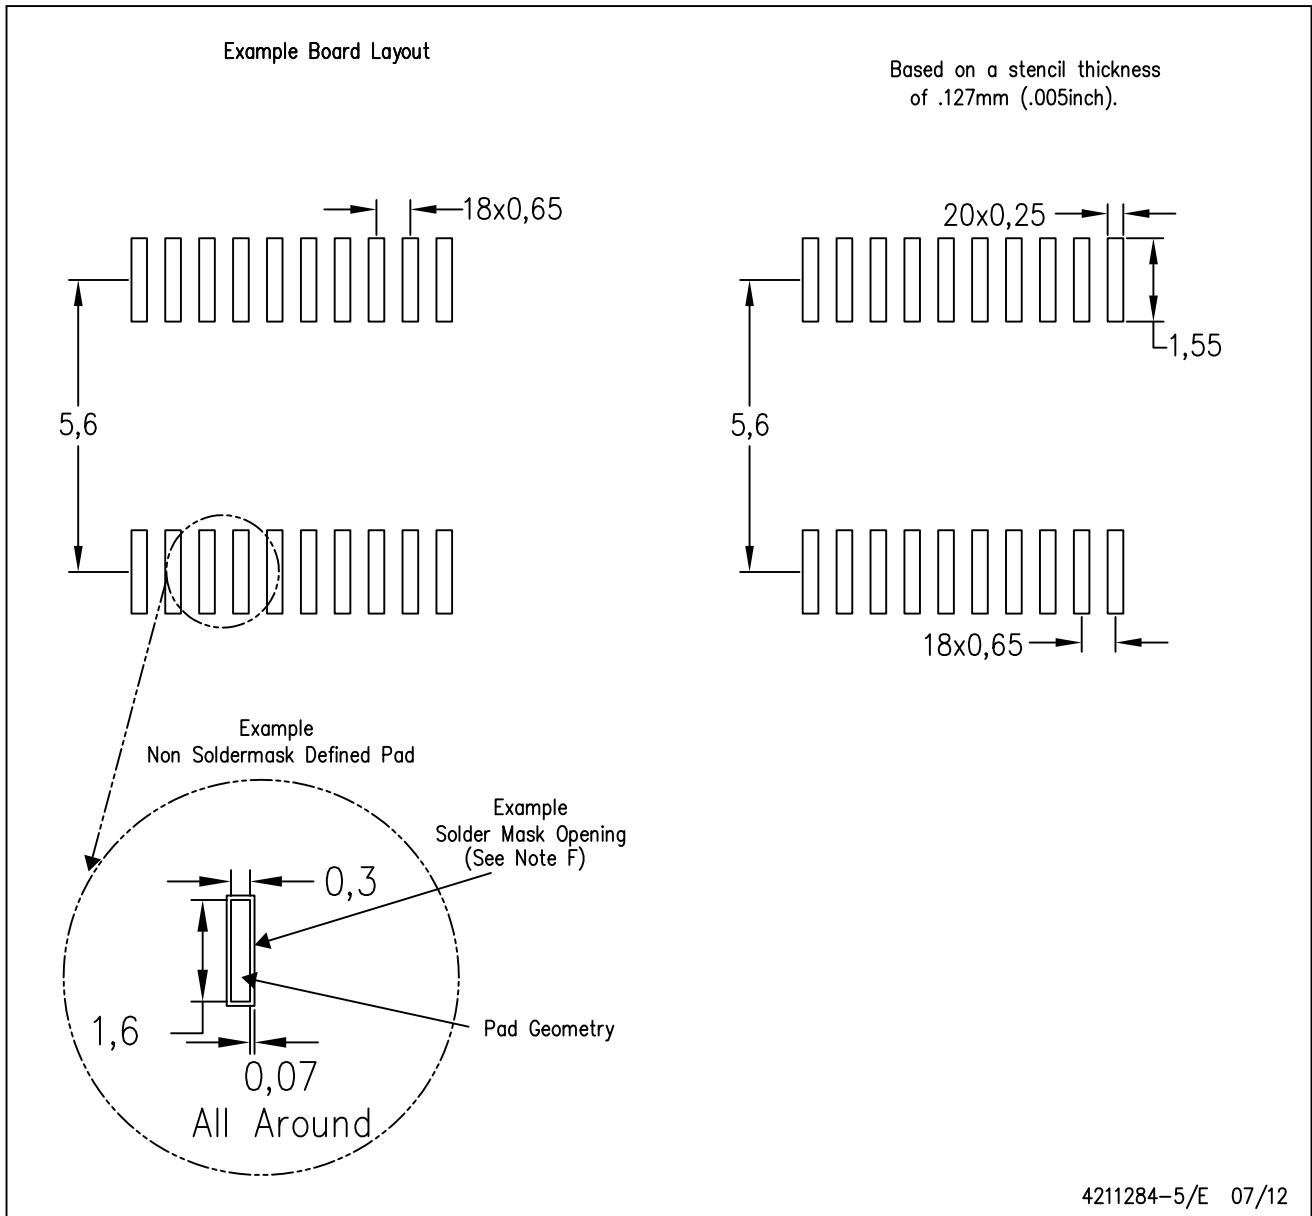 Example Board Layout
Based on a stencil thickness
of .127mm (.005inch).
18x0,65
20x0,25
1,55
5,6
5,6
18x0,65
Example
Non Soldermask Defined Pad
Example
Solder Mask Opening
(See Note F)
0,3
1,6
Pad Geometry
0,07
All Around
4211284-5/E 07/12